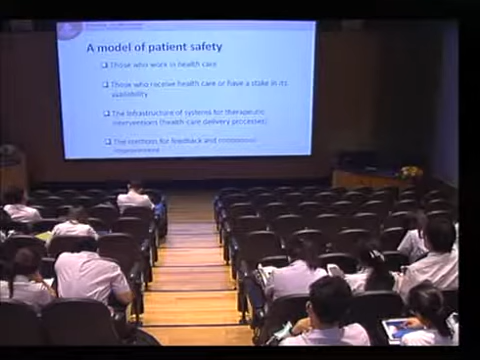 A model of patient safety
Those who work in health care
Those who receive health care or have a stake in its
availability
The infrastructure of systems for therapeutic
interventions (health care delivery processes)
The methods for feedback and continuous
improvement